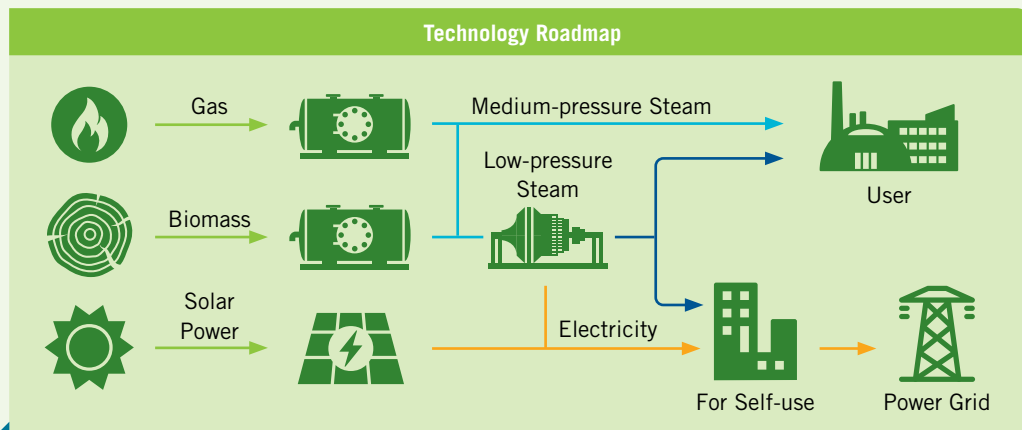 Technology Roadmap
Gas
Medium-pressure Steam
Low-pressure
Steam
User
Biomass
Solar
Power
Electricity
For Self-use
Power Grid